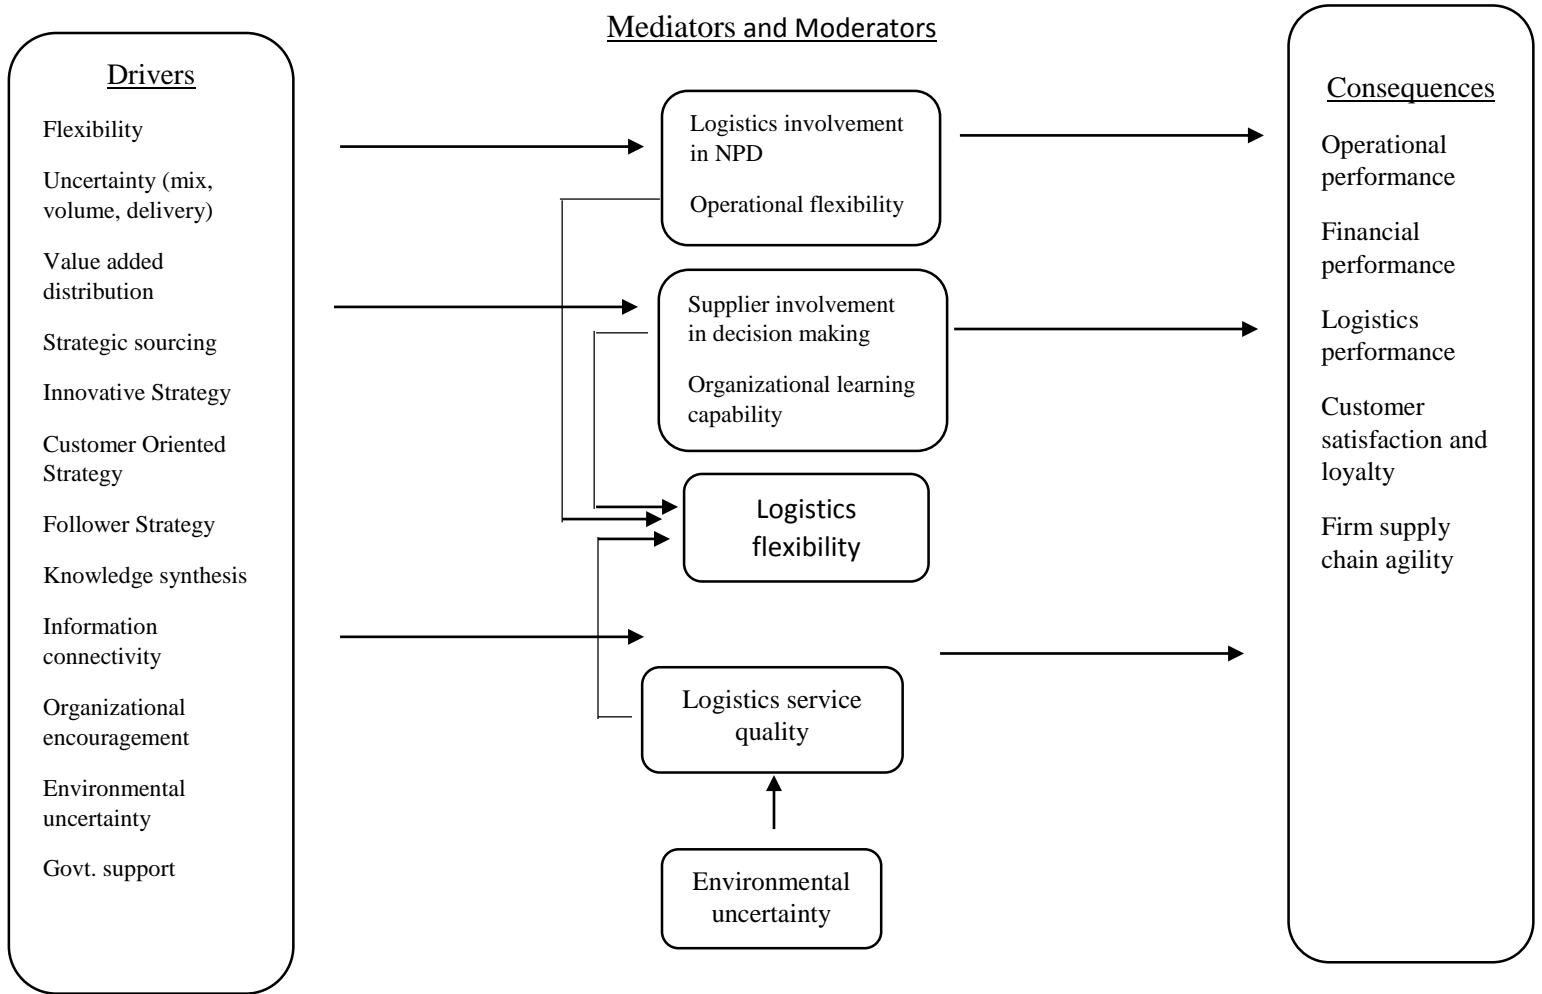 Mediators and Moderators
Drivers
Flexibility
Uncertainty (mix,
volume, delivery)
Value added
distribution
Strategic sourcing
Innovative Strategy
Customer Oriented
Strategy
Follower Strategy
Knowledge synthesis
Information
connectivity
Organizational
encouragement
Environmental
uncertainty
Govt. support
Logistics involvement
in NPD
Operational flexibility
Supplier involvement
in decision making
Organizational learning
capability
Logistics
flexibility
Logistics service
quality
Environmental
uncertainty
Consequences
Operational
performance
Financial
performance
Logistics
performance
Customer
satisfaction and
loyalty
Firm supply
chain agility